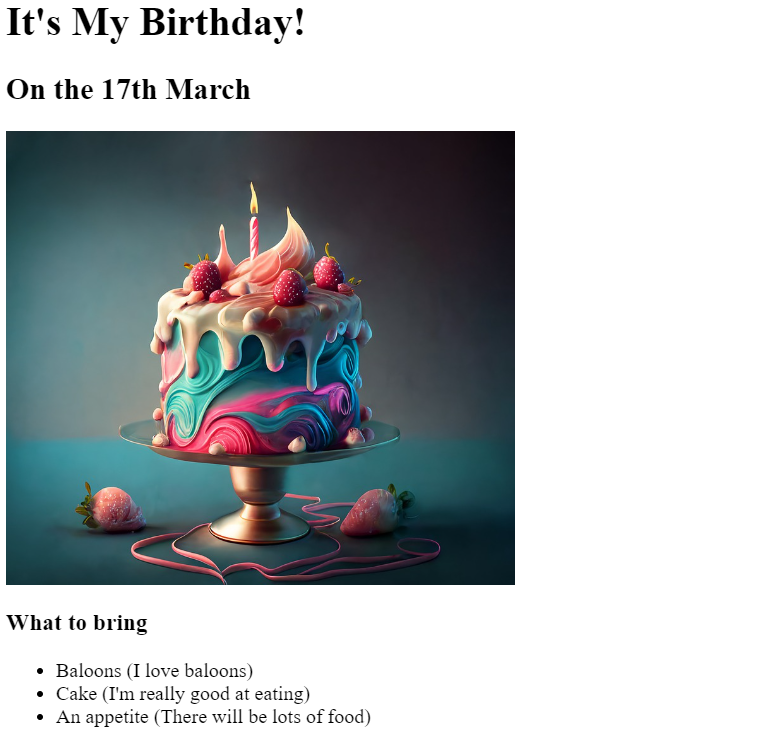 It's My Birthday!
On the 17th March
What to bring
Baloons (I love baloons)
Cake (I'm really good at eating)
An appetite (There will be lots of food)